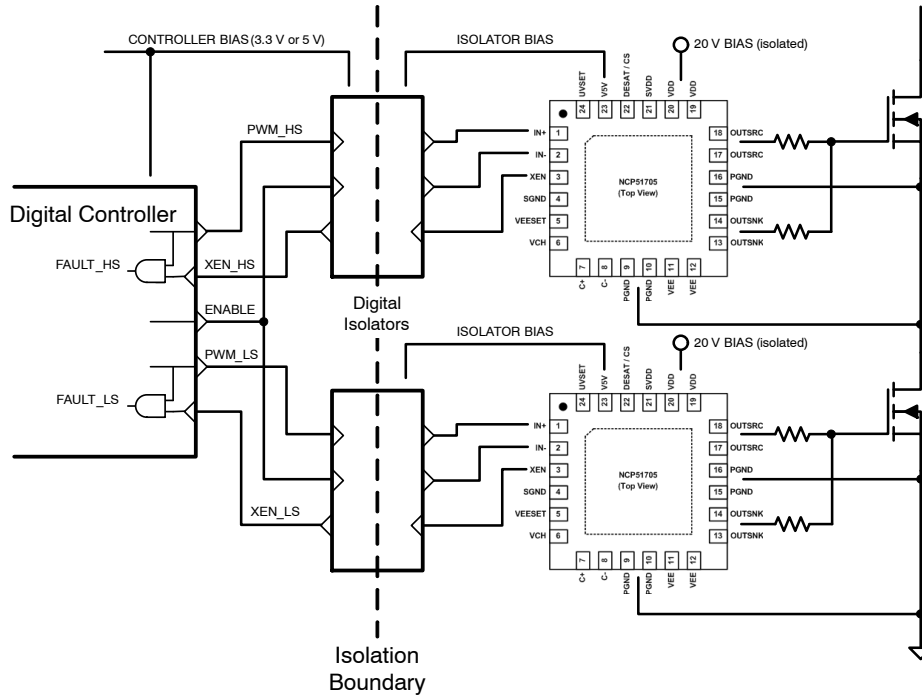 CONTROLLER BIAS (3.3 V or 5 V)
ISOLATOR BIAS
20 V BIAS (isolated)
UVSET
V5V
DESAT / CS
SVDD
VDD
VDD
24
23
22
21
20
19
PWM_HS
IN+ 1
IN- 2
XEN 3
SGND 4
VEESET 5
VCH 6
NCP51705
(Top View)
18 OUTSRC
17 OUTSRC
16 PGND
15 PGND
14 OUTSNK
13 OUTSNK
7
8
9
10
11
12
C+
C-
PGND
PGND
VEE
VEE
Digital Controller
FAULT_HS
XEN_HS
ENABLE
Digital
Isolators
PWM_LS
FAULT_LS
XEN_LS
ISOLATOR BIAS
20 V BIAS (isolated)
UVSET
V5V
DESAT / CS
SVDD
VDD
VDD
24
23
22
21
20
19
IN+ 1
IN- 2
XEN 3
SGND 4
VEESET 5
VCH 6
NCP51705
(Top View)
18 OUTSRC
17 OUTSRC
16 PGND
15 PGND
14 OUTSNK
13 OUTSNK
7
8
9
10
11
12
C+
C-
PGND
PGND
VEE
VEE
Isolation
Boundary